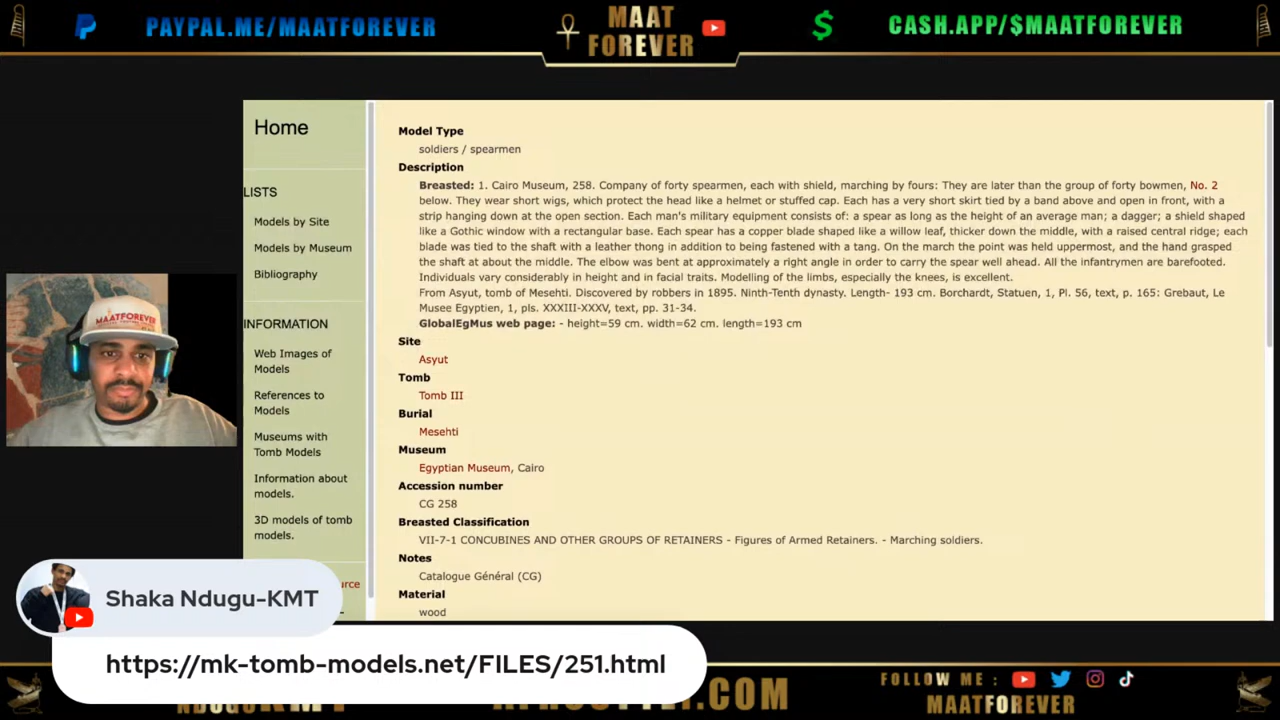 PAYPAL.ME/MAATFOREVER
MAAT
FOREVER
CASH.APP/$MAATFOREVER
Home
LISTS
Models by Site
Models by Museum
Bibliography
INFORMATION
Web Images of
Models
References to
Models
Museums with
Tomb Models
Information about
models.
3D models of tomb
models.
Model Type
soldiers / spearmen
Description
Breasted: 1. Cairo Museum, 258. Company of forty spearmen, each with shield, marching by fours: They are later than the group of forty bowmen, No. 2
below. They wear short wigs, which protect the head like a helmet or stuffed cap. Each has a very short skirt tied by a band above and open in front, with a
strip hanging down at the open section. Each man's military equipment consists of: a spear as long as the height of an average man; a dagger; a shield shaped
like a Gothic window with a rectangular base. Each spear has a copper blade shaped like a willow leaf, thicker down the middle, with a raised central ridge; each
blade was tied to the shaft with a leather thong in addition to being fastened with a tang. On the march the point was held uppermost, and the hand grasped
the shaft at about the middle. The elbow was bent at approximately a right angle in order to carry the spear well ahead. All the infantrymen are barefooted.
Individuals vary considerably in height and in facial traits. Modelling of the limbs, especially the knees, is excellent.
From Asyut, tomb of Mesehti. Discovered by robbers in 1895. Ninth-Tenth dynasty. Length- 193 cm. Borchardt, Statuen, 1, Pl. 56, text, p. 165: Grebaut, Le
Musee Egyptien, 1, pls. XXXIII-XXXV, text, pp. 31-34.
GlobalEgMus web page: - height=59 cm. width=62 cm. length=193 cm
Site
Asyut
Tomb
Tomb III
Burial
Mesehti
Museum
Egyptian Museum, Cairo
Accession number
CG 258
Breasted Classification
VII-7-1 CONCUBINES AND OTHER GROUPS OF RETAINERS - Figures of Armed Retainers. - Marching soldiers.
Notes
Catalogue Général (CG)
Material
wood
MAATFOREVER
Shaka Ndugu-KMT
https://mk-tomb-models.net/FILES/251.html
FOLLOW ME :
MAATFOREVER